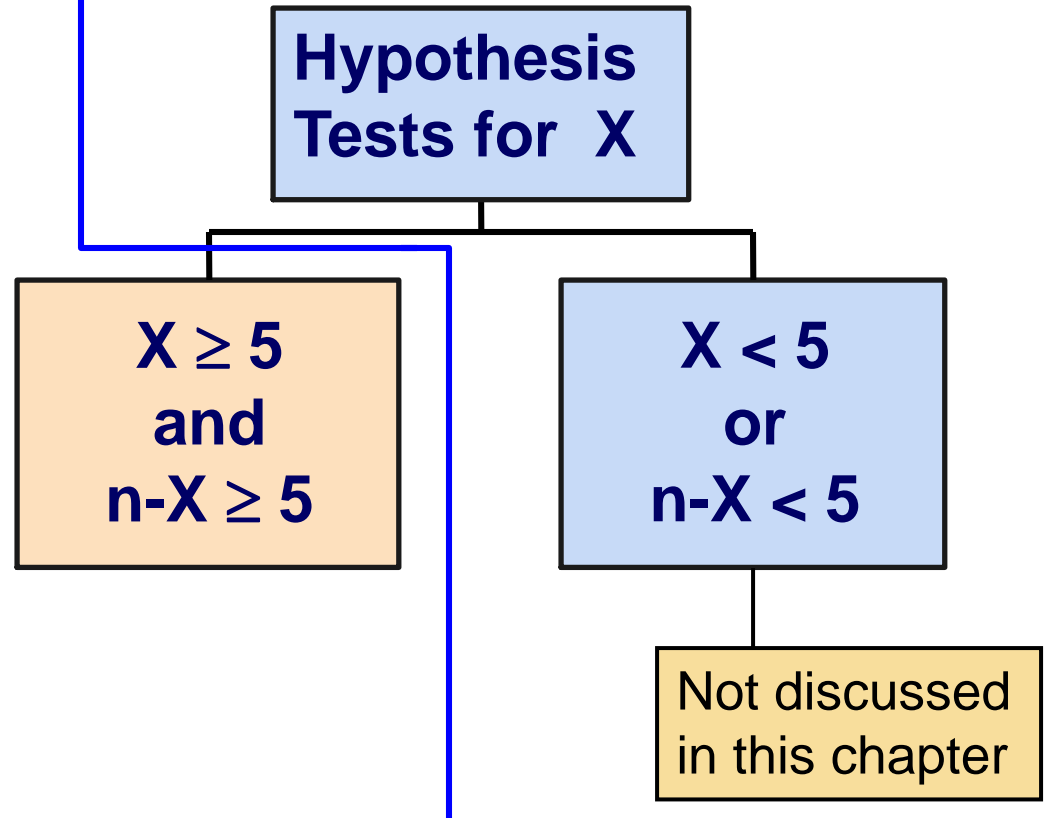 Hypothesis
Tests for X
X ≥ 5
and
n-X ≥ 5
X < 5
or
n-X < 5
Not discussed
in this chapter